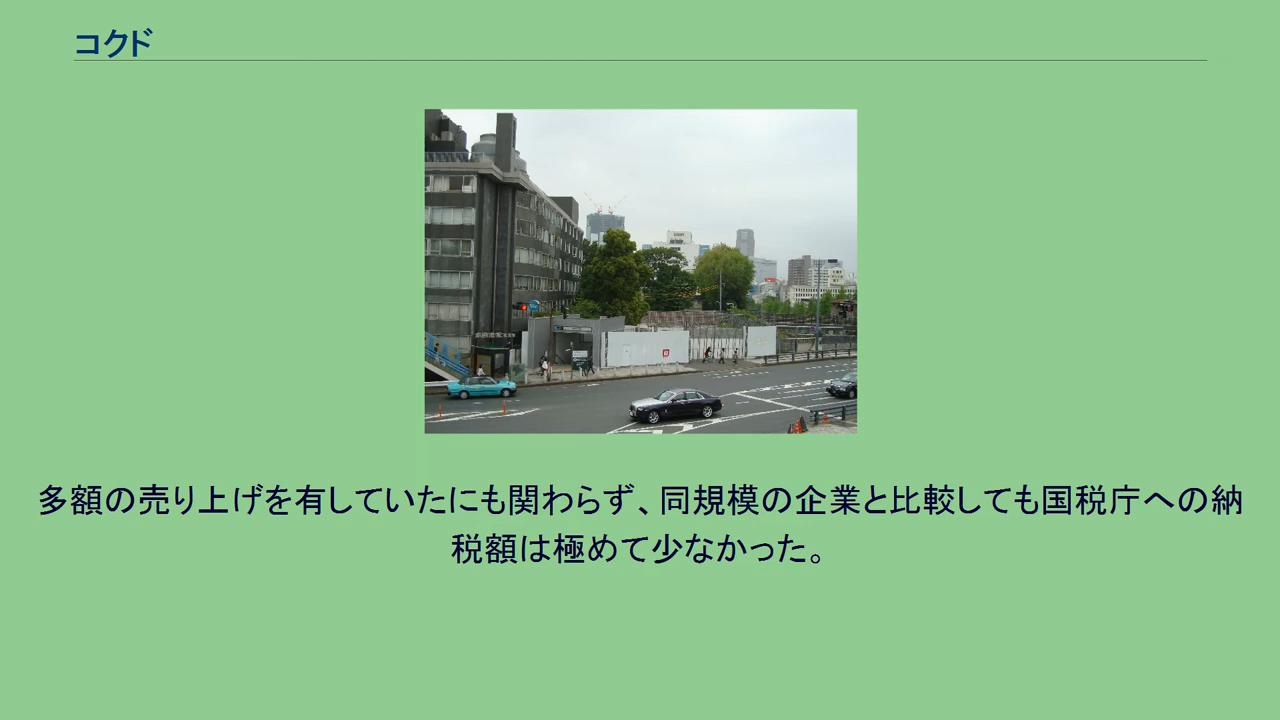 コクド
多額の売り上げを有していたにも関わらず、同規模の企業と比較しても国税庁への納
税額は極めて少なかった。